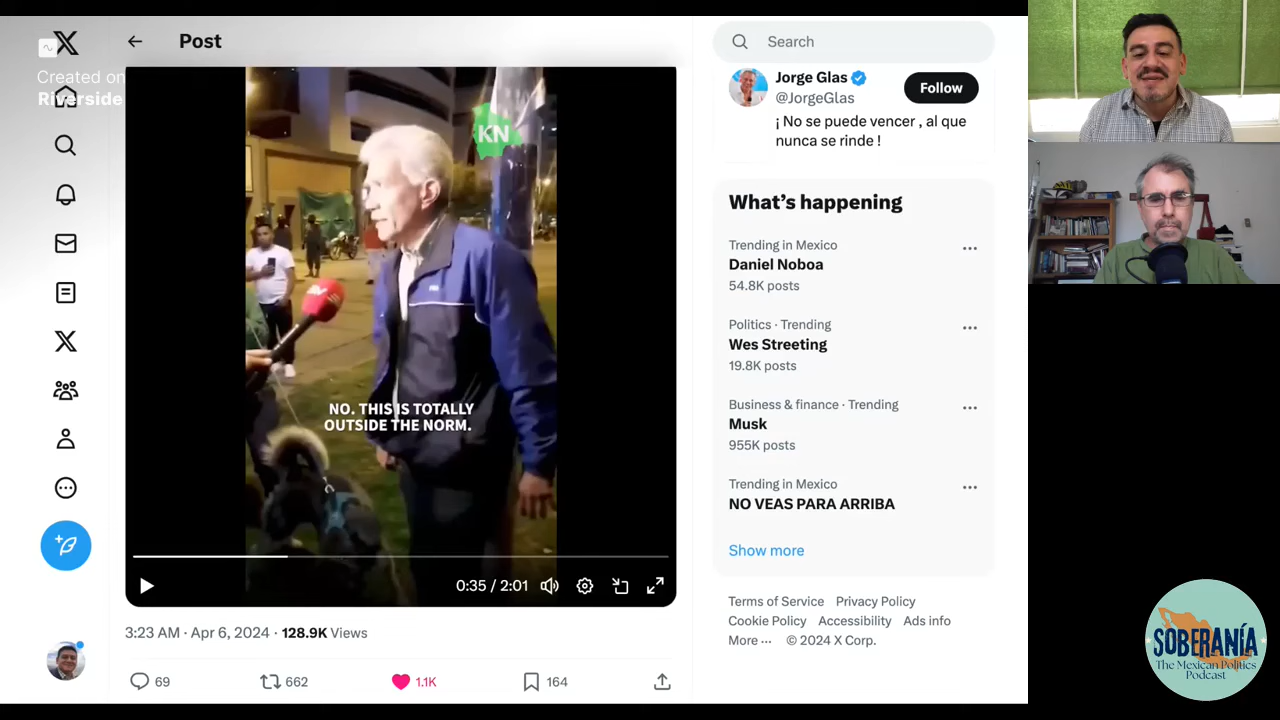 Post
Created on
Riverside
KN
NO. THIS IS TOTALLY
OUTSIDE THE NORM.
0:35 / 2:01
3:23 AM · Apr 6, 2024 · 128.9K Views
69
662
1.1K
164
Search
Jorge Glas
@JorgeGlas
Follow
¡ No se puede vencer , al que
nunca se rinde !
What’s happening
Trending in Mexico
Daniel Noboa
54.8K posts
Politics · Trending
Wes Streeting
19.8K posts
Business & finance · Trending
Musk
955K posts
Trending in Mexico
NO VEAS PARA ARRIBA
Show more
Terms of Service Privacy Policy
Cookie Policy Accessibility Ads info
More ··· © 2024 X Corp.
SOBERANÍA
The Mexican Politics
Podcast